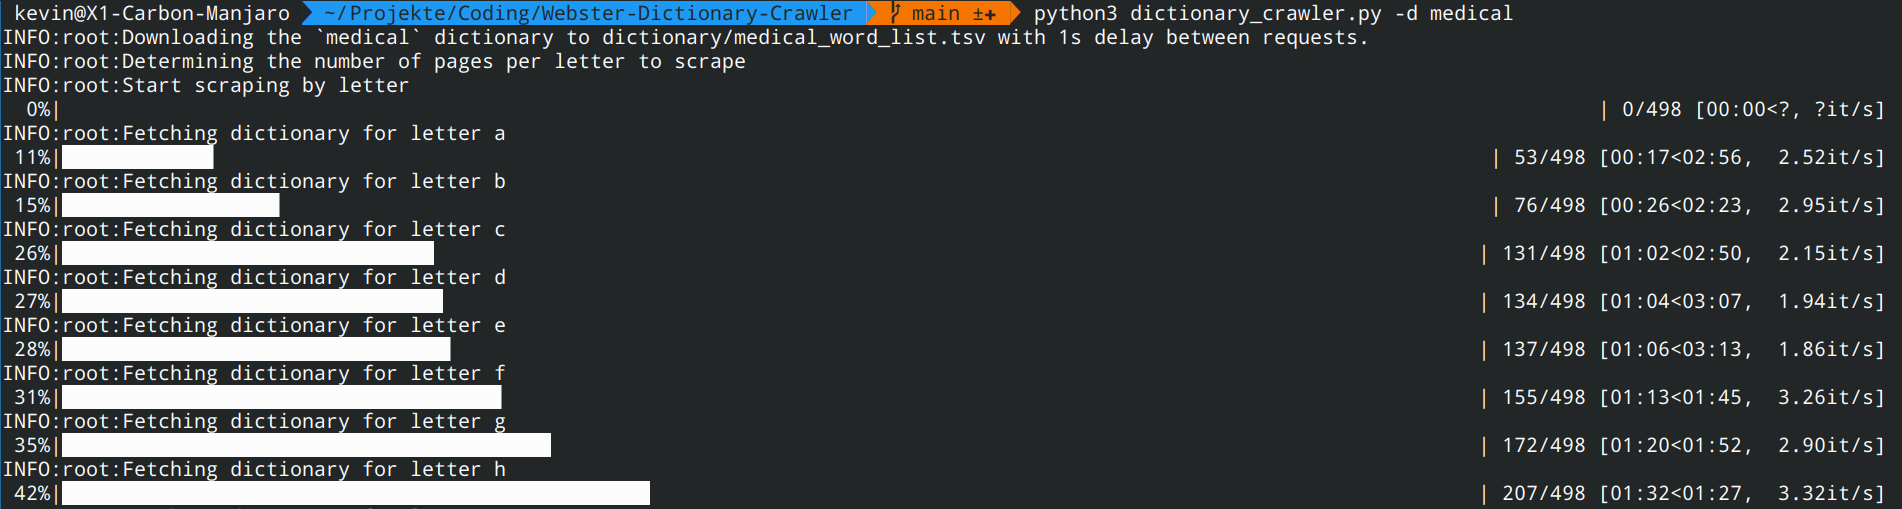 kevin@X1-Carbon-Manjaro ~/Projekte/Coding/Webster-Dictionary-Crawler main ±✚ python3 dictionary_crawler.py -d medical
INFO:root:Downloading the `medical` dictionary to dictionary/medical_word_list.tsv with 1s delay between requests.
INFO:root:Determining the number of pages per letter to scrape
INFO:root:Start scraping by letter
0%| | 0/498 [00:00<?, ?it/s]
INFO:root:Fetching dictionary for letter a
11%| | 53/498 [00:17<02:56, 2.52it/s]
INFO:root:Fetching dictionary for letter b
15%| | 76/498 [00:26<02:23, 2.95it/s]
INFO:root:Fetching dictionary for letter c
26%| | 131/498 [01:02<02:50, 2.15it/s]
INFO:root:Fetching dictionary for letter d
27%| | 134/498 [01:04<03:07, 1.94it/s]
INFO:root:Fetching dictionary for letter e
28%| | 137/498 [01:06<03:13, 1.86it/s]
INFO:root:Fetching dictionary for letter f
31%| | 155/498 [01:13<01:45, 3.26it/s]
INFO:root:Fetching dictionary for letter g
35%| | 172/498 [01:20<01:52, 2.90it/s]
INFO:root:Fetching dictionary for letter h
42%| | 207/498 [01:32<01:27, 3.32it/s]